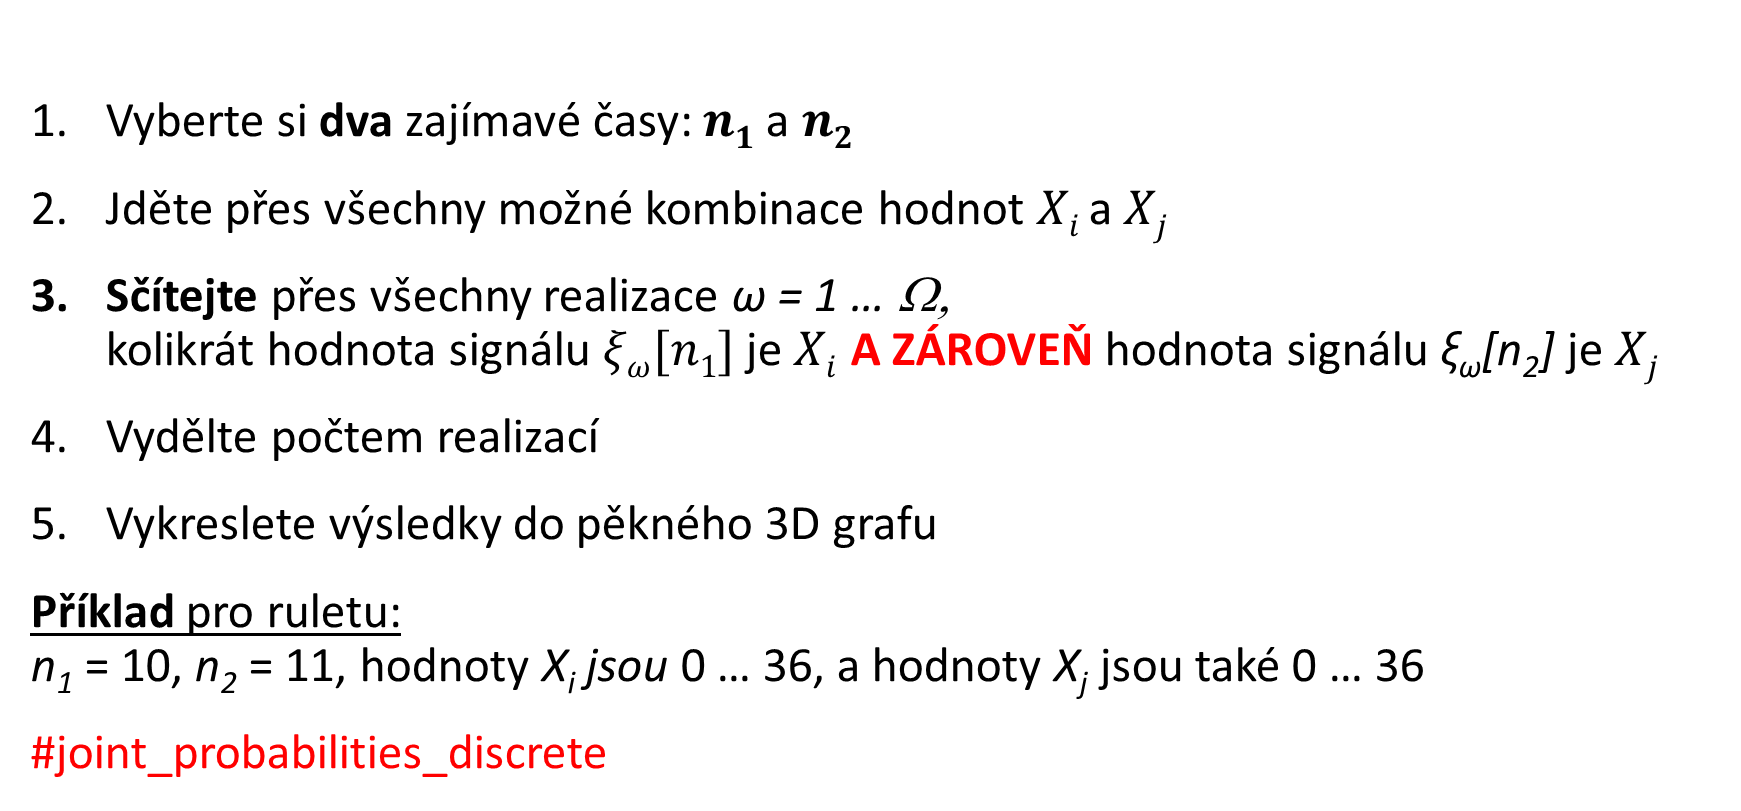 1. Vyberte si dva zajímavé časy: n₁ a n₂
2. Jděte přes všechny možné kombinace hodnot Xᵢ a Xⱼ
3. Sčítejte přes všechny realizace ω = 1 … Ω,
kolikrát hodnota signálu ξω[n₁] je Xᵢ A ZÁROVEŇ hodnota signálu ξω[n₂] je Xⱼ
4. Vydělte počtem realizací
5. Vykreslete výsledky do pěkného 3D grafu
Příklad pro ruletu:
n₁ = 10, n₂ = 11, hodnoty Xᵢ jsou 0 … 36, a hodnoty Xⱼ jsou také 0 … 36
#joint_probabilities_discrete